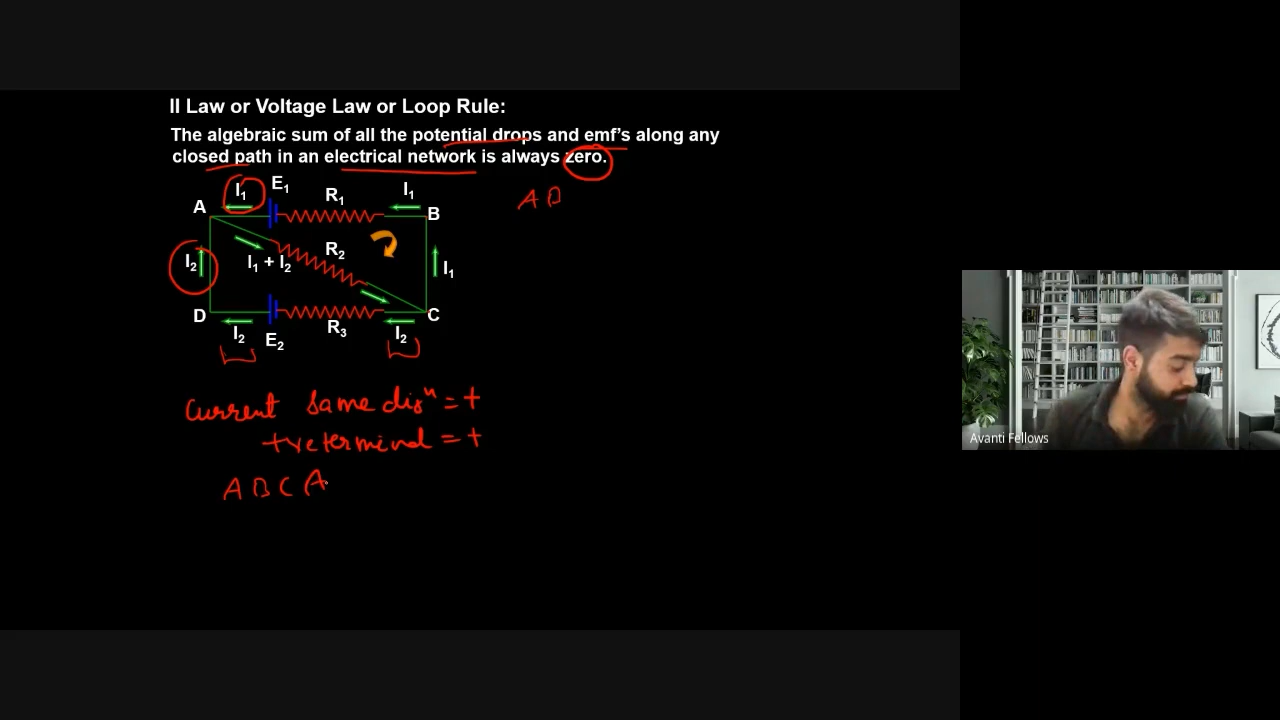 II Law or Voltage Law or Loop Rule:
The algebraic sum of all the potential drops and emf's along any
closed path in an electrical network is always zero.
I1 E1 R1 I1
A B
A B
R2
I2 I1 + I2 I1
D C
I2 E2 R3 I2
Current same dirⁿ = +
+ve terminal = +
A B C A
Avanti Fellows